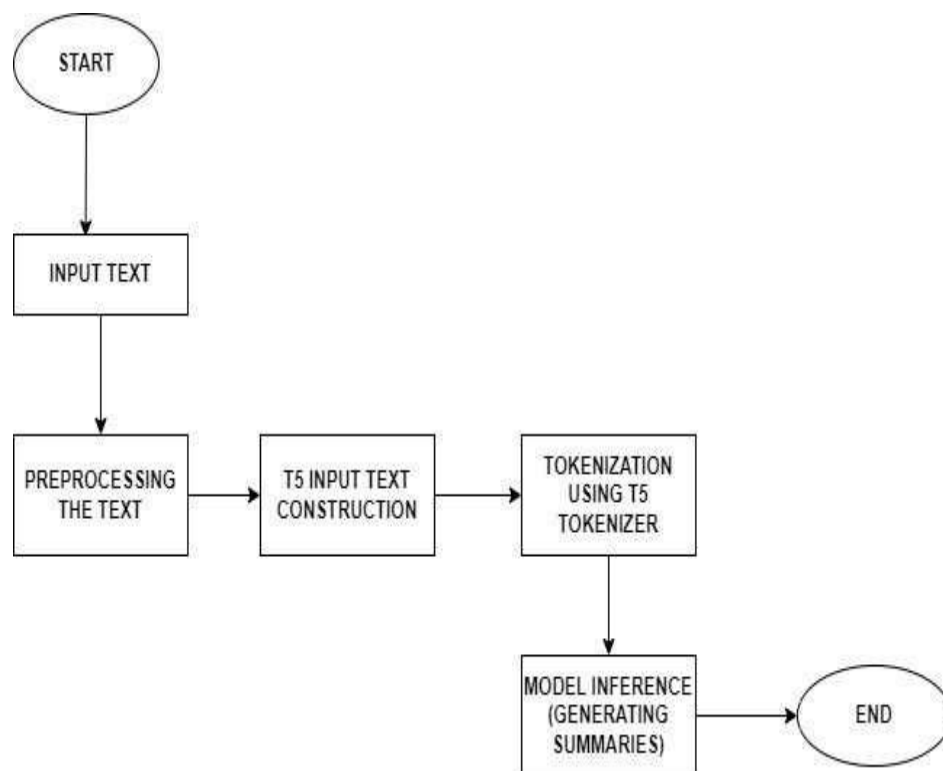 START
INPUT TEXT
PREPROCESSING
THE TEXT
T5 INPUT TEXT
CONSTRUCTION
TOKENIZATION
USING T5
TOKENIZER
MODEL INFERENCE
(GENERATING
SUMMARIES)
END